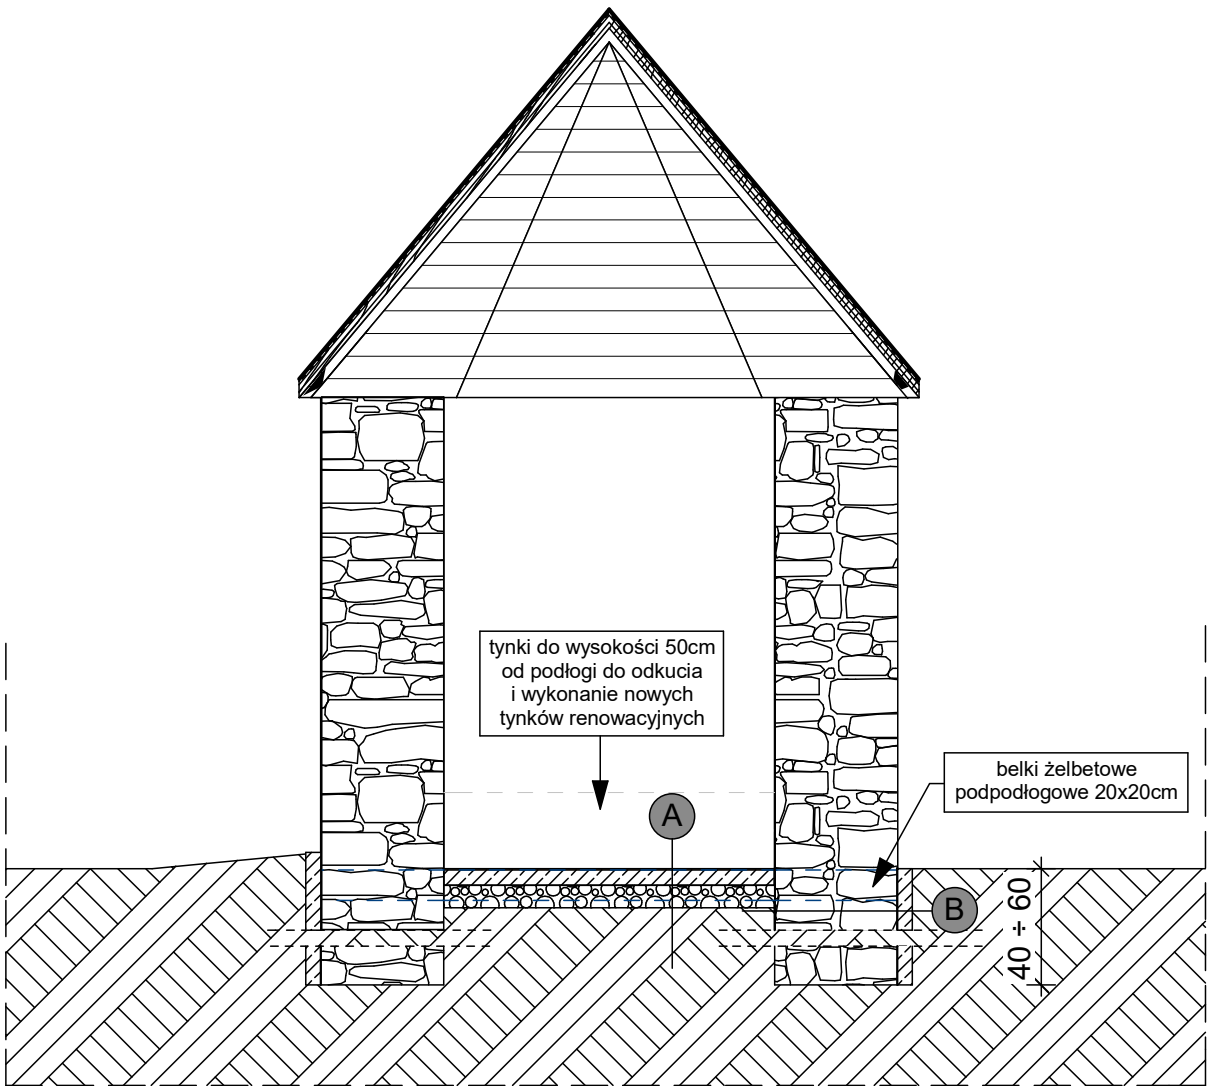 tynki do wysokości 50cm
od podłogi do odkucia
i wykonanie nowych
tynków renowacyjnych
belki żelbetowe
podpodłogowe 20x20cm
A
B
40 ÷ 60